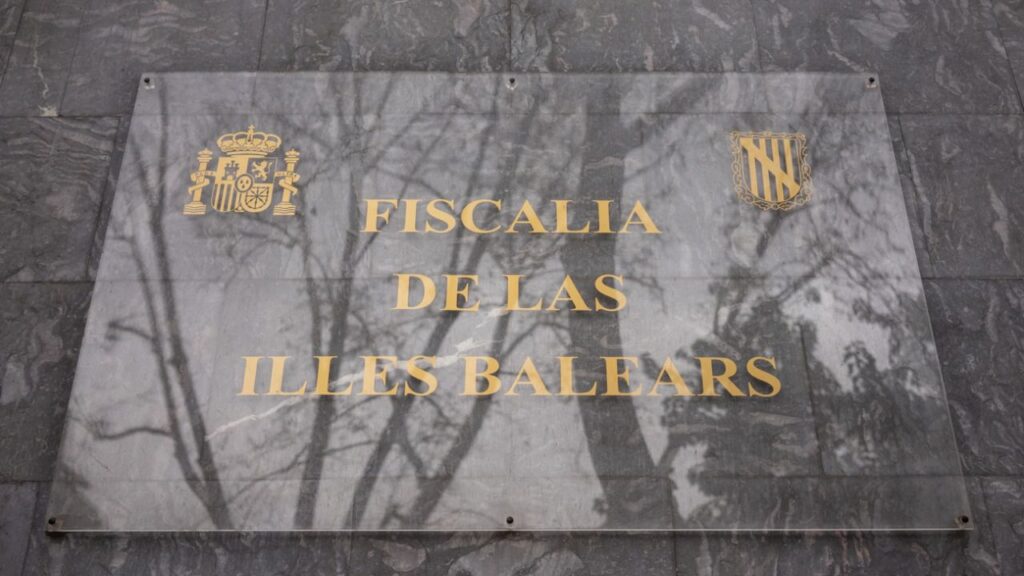 FISCALIA
DE LAS
ILLES BALEARS